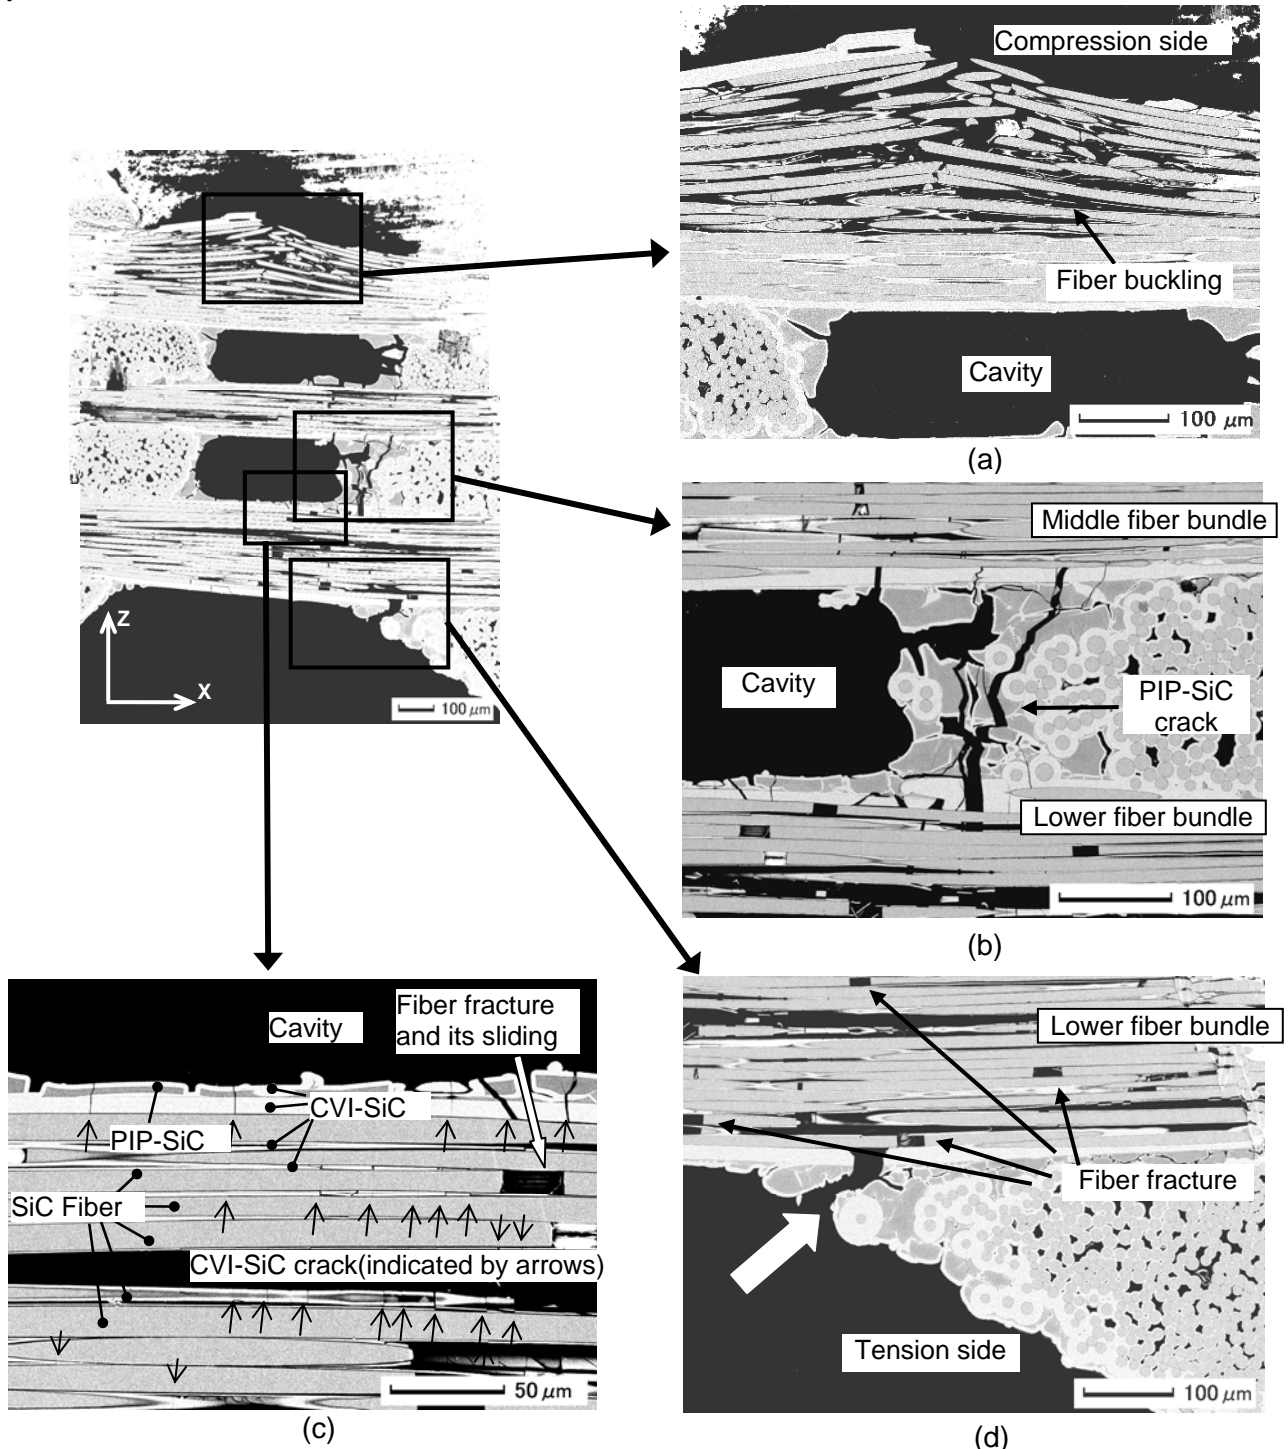 Compression side
Fiber buckling
Cavity
100 μm
(a)
Z
X
100 μm
Middle fiber bundle
Cavity
PIP-SiC
crack
Lower fiber bundle
100 μm
(b)
Cavity
Fiber fracture
and its sliding
CVI-SiC
PIP-SiC
SiC Fiber
CVI-SiC crack(indicated by arrows)
50 μm
(c)
Lower fiber bundle
Fiber fracture
Tension side
100 μm
(d)